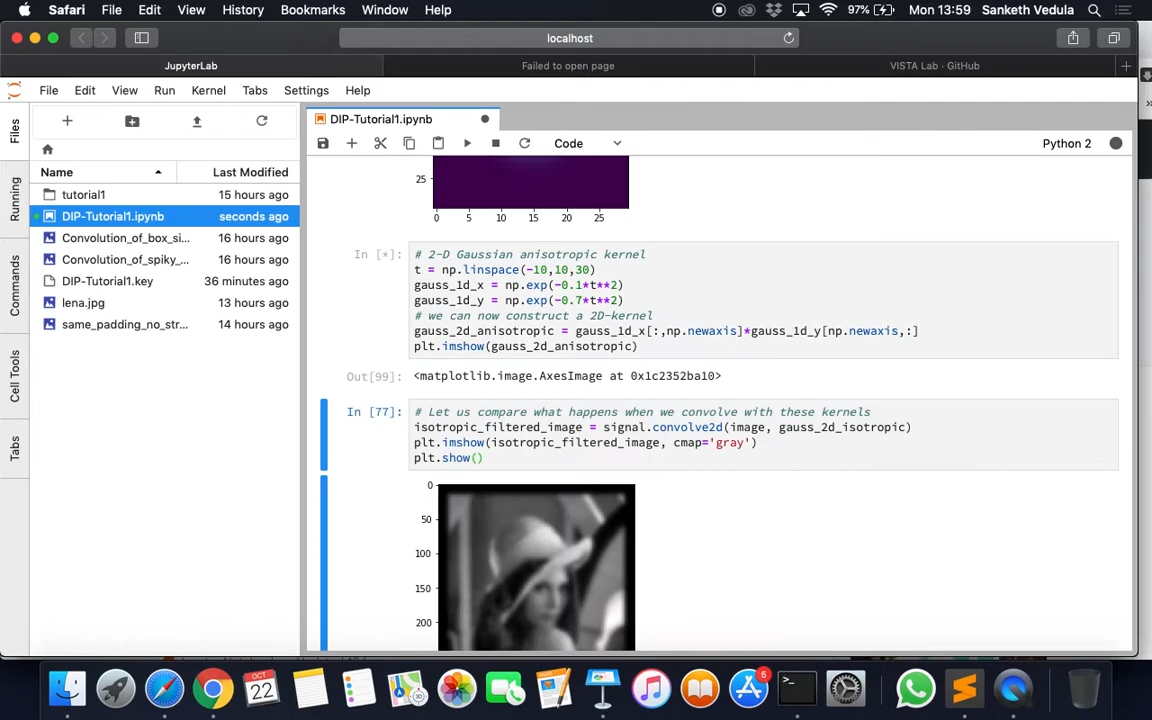 Safari File Edit View History Bookmarks Window Help 97% Mon 13:59 Sanketh Vedula
localhost
JupyterLab Failed to open page VISTA Lab · GitHub
File Edit View Run Kernel Tabs Settings Help
DIP-Tutorial1.ipynb
Code Python 2
Files
Running
Commands
Cell Tools
Tabs
Name Last Modified
tutorial1 15 hours ago
DIP-Tutorial1.ipynb seconds ago
Convolution_of_box_si... 16 hours ago
Convolution_of_spiky_... 16 hours ago
DIP-Tutorial1.key 36 minutes ago
lena.jpg 13 hours ago
same_padding_no_str... 14 hours ago
25
0 5 10 15 20 25
In [*]:
# 2-D Gaussian anisotropic kernel
t = np.linspace(-10,10,30)
gauss_1d_x = np.exp(-0.1*t**2)
gauss_1d_y = np.exp(-0.7*t**2)
# we can now construct a 2D-kernel
gauss_2d_anisotropic = gauss_1d_x[:,np.newaxis]*gauss_1d_y[np.newaxis,:]
plt.imshow(gauss_2d_anisotropic)
Out[99]: <matplotlib.image.AxesImage at 0x1c2352ba10>
In [77]:
# Let us compare what happens when we convolve with these kernels
isotropic_filtered_image = signal.convolve2d(image, gauss_2d_isotropic)
plt.imshow(isotropic_filtered_image, cmap='gray')
plt.show()
0
50
100
150
200
OCT
22
6